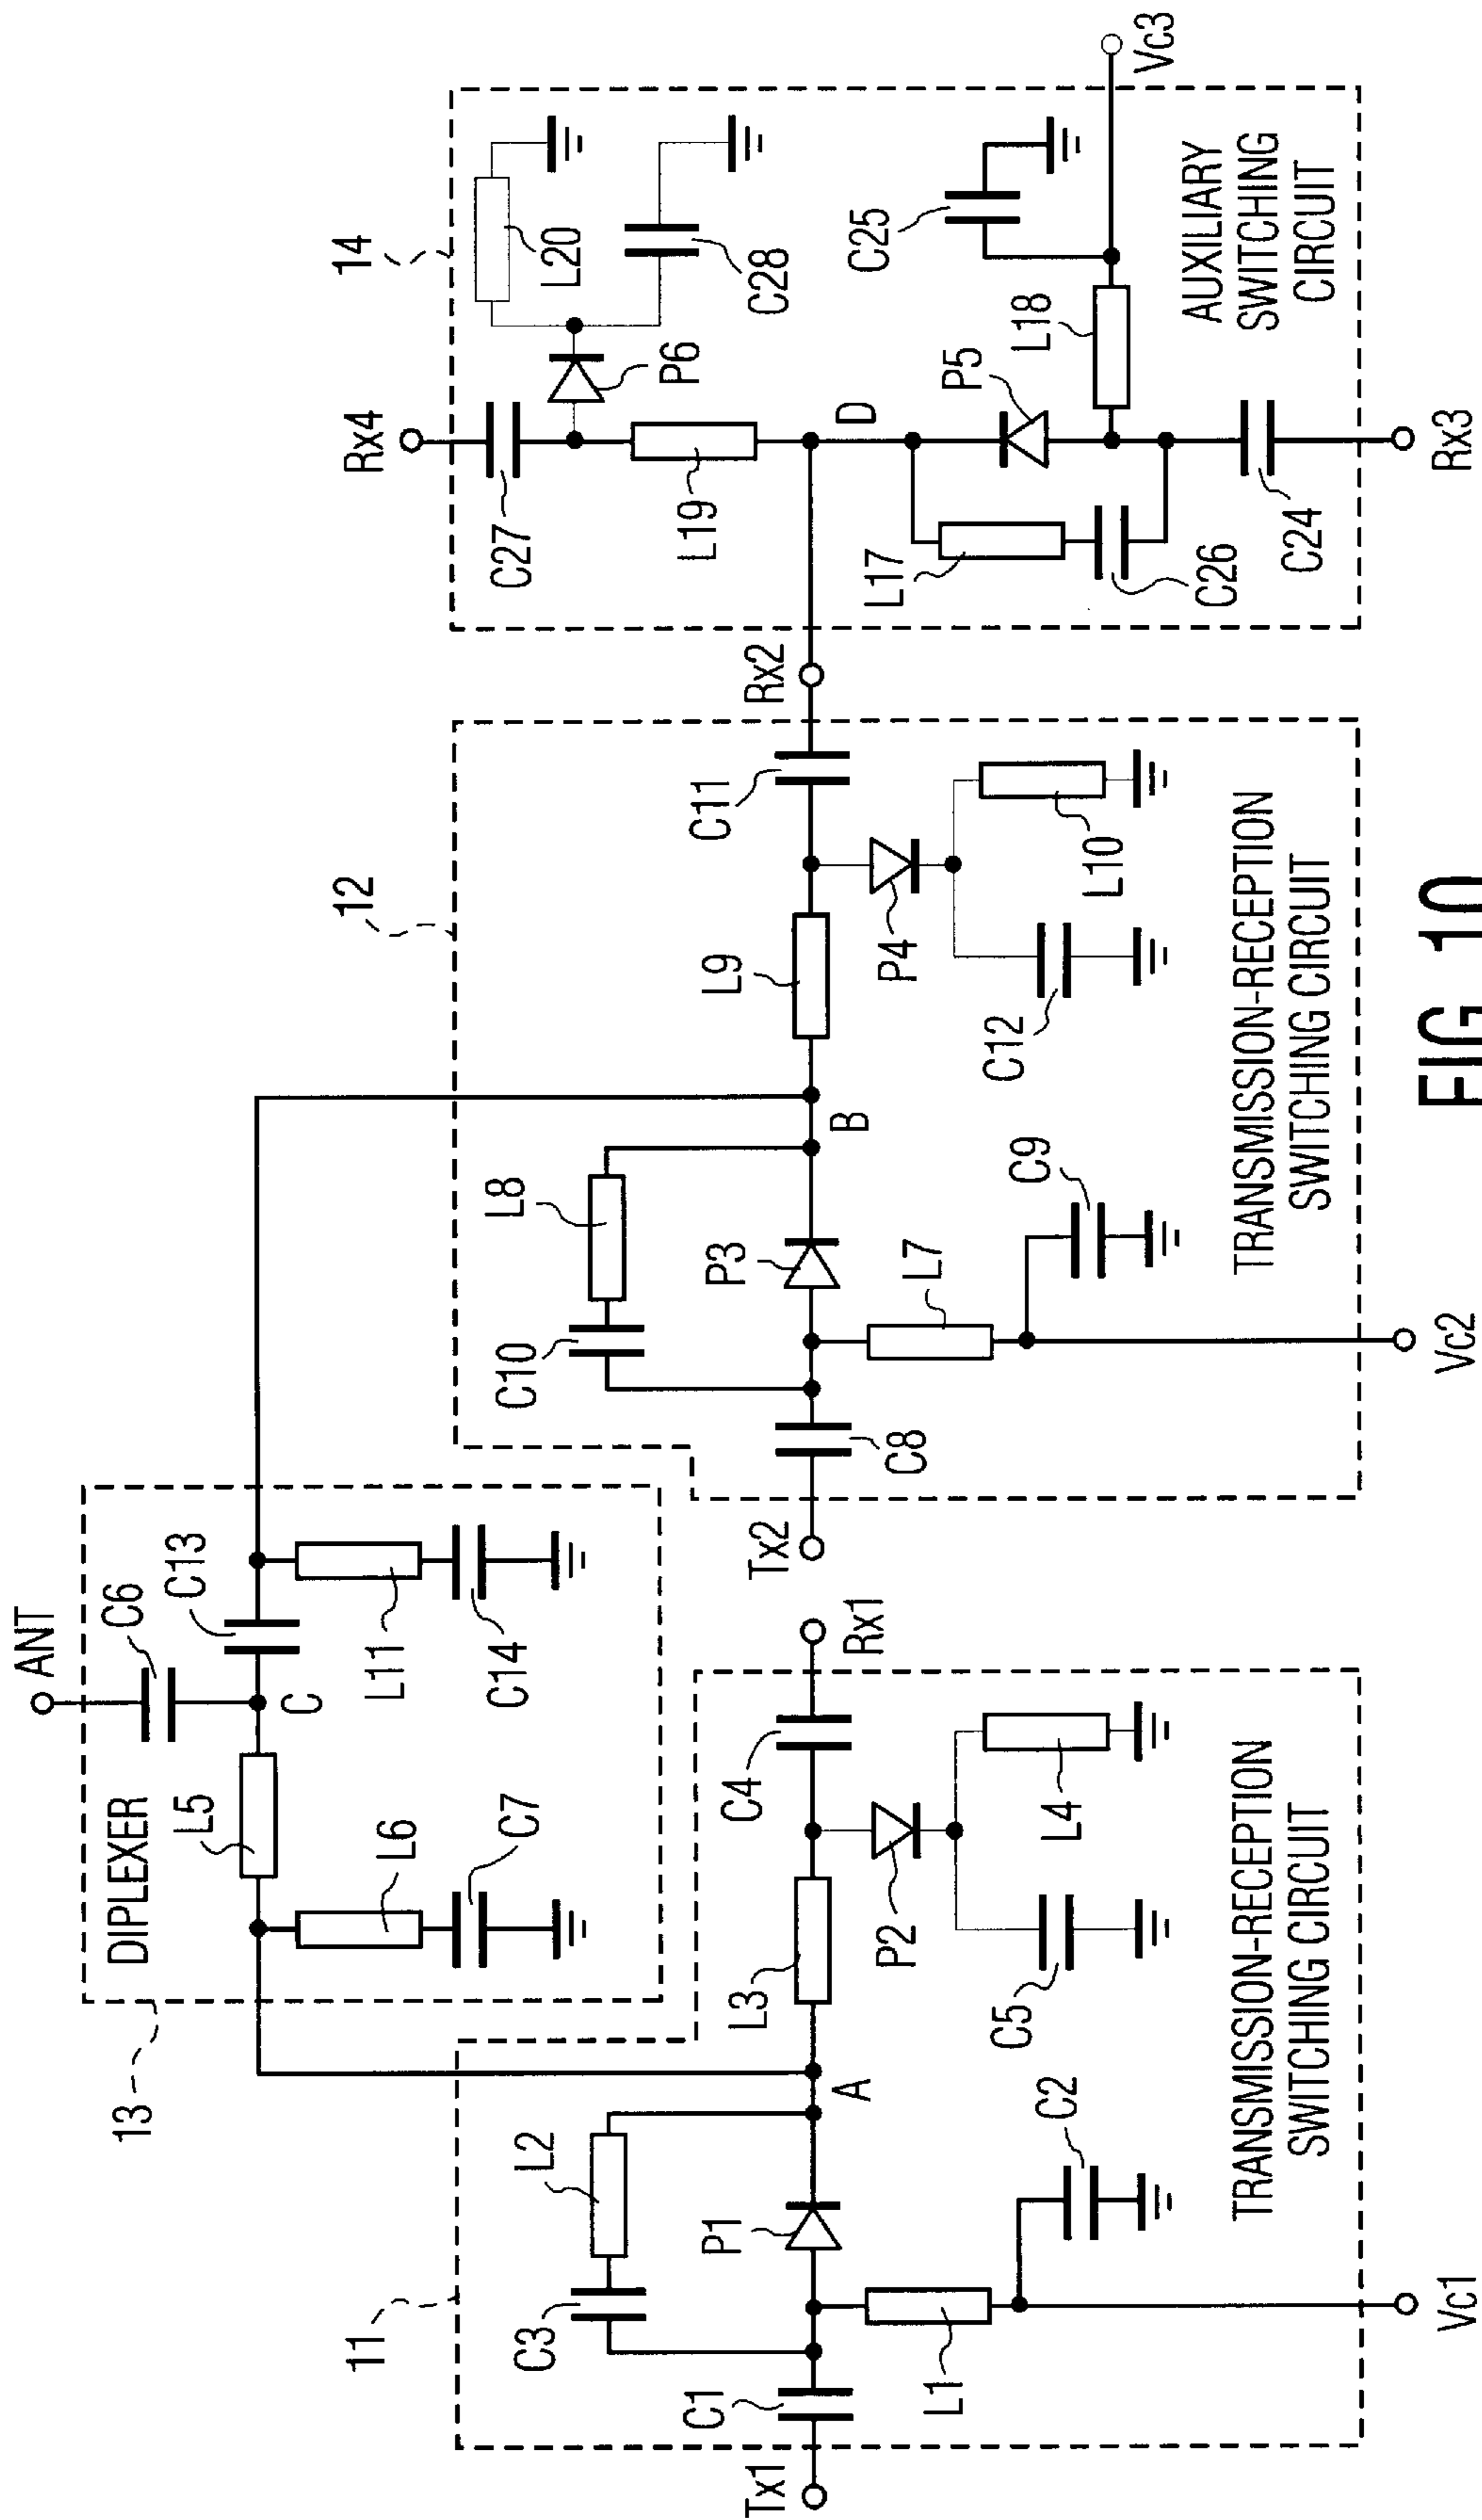 ANT
C6
C13
C
DIPLEXER
L5
L6
C7
L11
C14
13
11
Tx1
C1
C3
L2
P1
L1
C2
Vc1
A
L3
C4
Rx1
P2
C5
L4
TRANSMISSION-RECEPTION
SWITCHING CIRCUIT
12
Tx2
C8
C10
L8
P3
L7
C9
Vc2
B
L9
C11
Rx2
P4
C12
L10
TRANSMISSION-RECEPTION
SWITCHING CIRCUIT
14
Rx4
C27
P6
L20
C28
L19
D
L17
C26
P5
L18
C25
Vc3
C24
Rx3
AUXILIARY
SWITCHING
CIRCUIT
FIG. 10